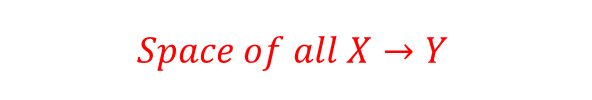 Space of all X → Y